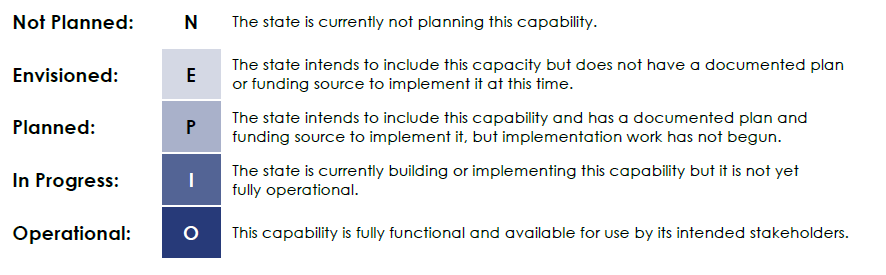 Not Planned: N The state is currently not planning this capability.
Envisioned: E The state intends to include this capacity but does not have a documented plan
or funding source to implement it at this time.
Planned: P The state intends to include this capability and has a documented plan and
funding source to implement it, but implementation work has not begun.
In Progress: I The state is currently building or implementing this capability but it is not yet
fully operational.
Operational: O This capability is fully functional and available for use by its intended stakeholders.